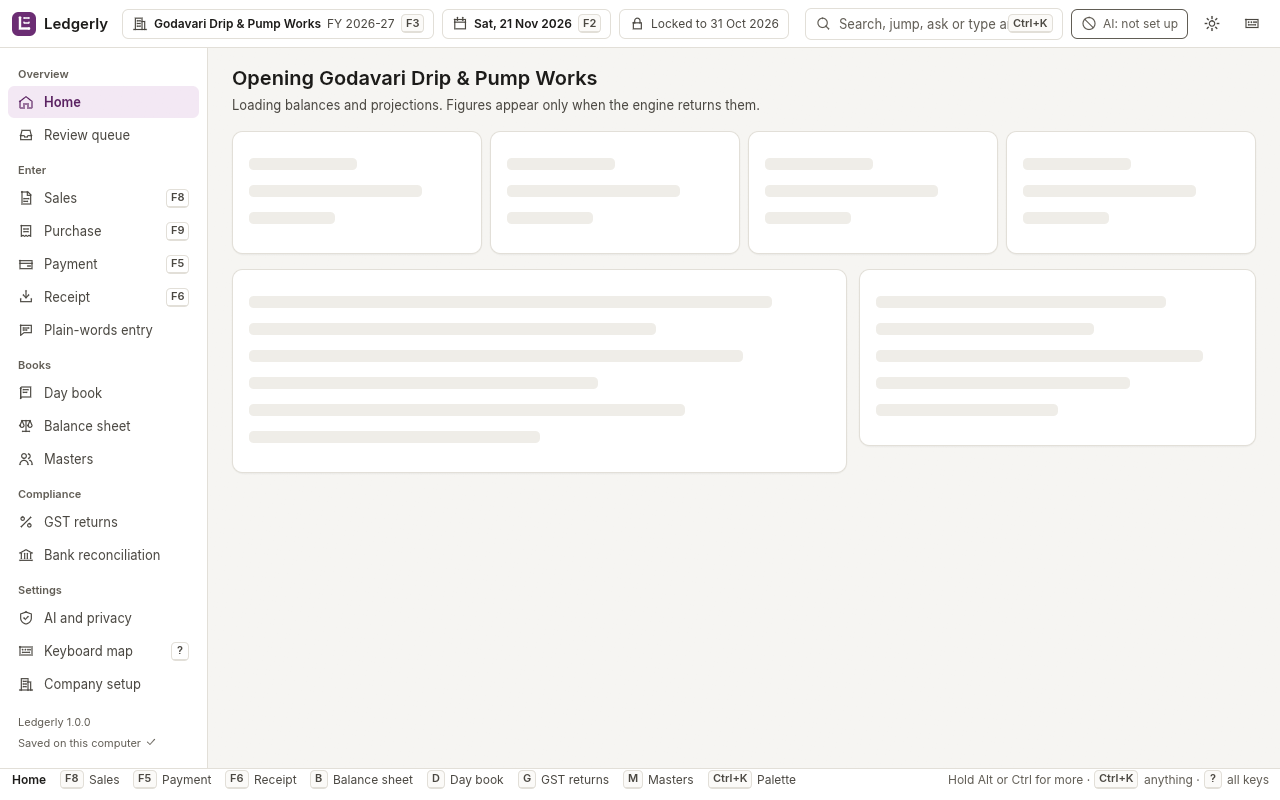 Ledgerly
Godavari Drip & Pump Works FY 2026-27 F3
Sat, 21 Nov 2026 F2
Locked to 31 Oct 2026
Search, jump, ask or type a Ctrl+K
AI: not set up
Overview
Home
Review queue
Enter
Sales F8
Purchase F9
Payment F5
Receipt F6
Plain-words entry
Books
Day book
Balance sheet
Masters
Compliance
GST returns
Bank reconciliation
Settings
AI and privacy
Keyboard map ?
Company setup
Ledgerly 1.0.0
Saved on this computer
Opening Godavari Drip & Pump Works
Loading balances and projections. Figures appear only when the engine returns them.
Home F8 Sales F5 Payment F6 Receipt B Balance sheet D Day book G GST returns M Masters Ctrl+K Palette
Hold Alt or Ctrl for more · Ctrl+K anything · ? all keys